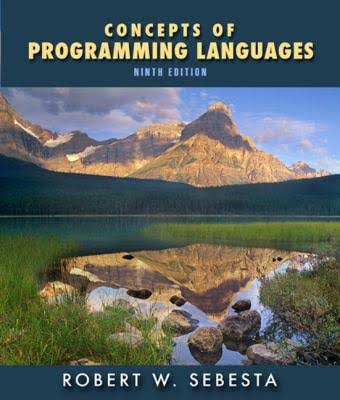 CONCEPTS OF
PROGRAMMING LANGUAGES
NINTH EDITION
ROBERT W. SEBESTA